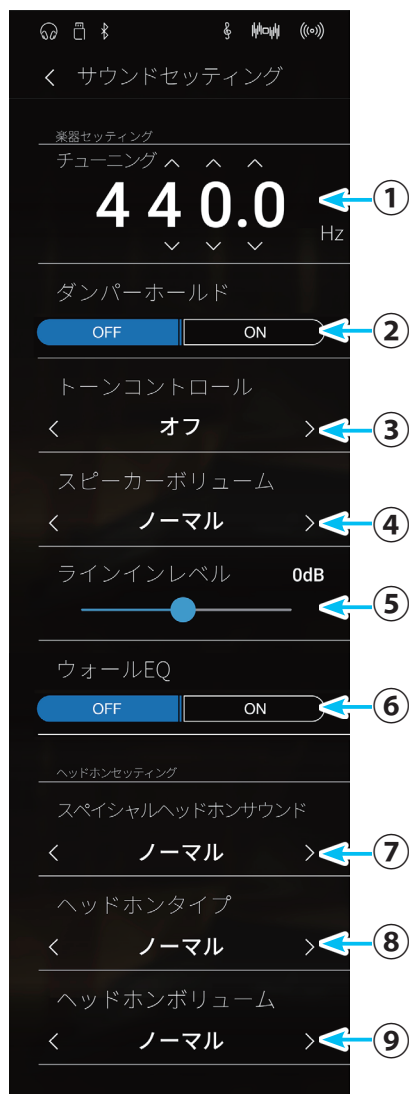 サウンドセッティング
楽器セッティング
チューニング
440.0
①
Hz
ダンパーホールド
OFF ON
②
トーンコントロール
オフ
③
スピーカーボリューム
ノーマル
④
ラインインレベル 0dB
⑤
ウォールEQ
OFF ON
⑥
ヘッドホンセッティング
スペイシャルヘッドホンサウンド
ノーマル
⑦
ヘッドホンタイプ
ノーマル
⑧
ヘッドホンボリューム
ノーマル
⑨